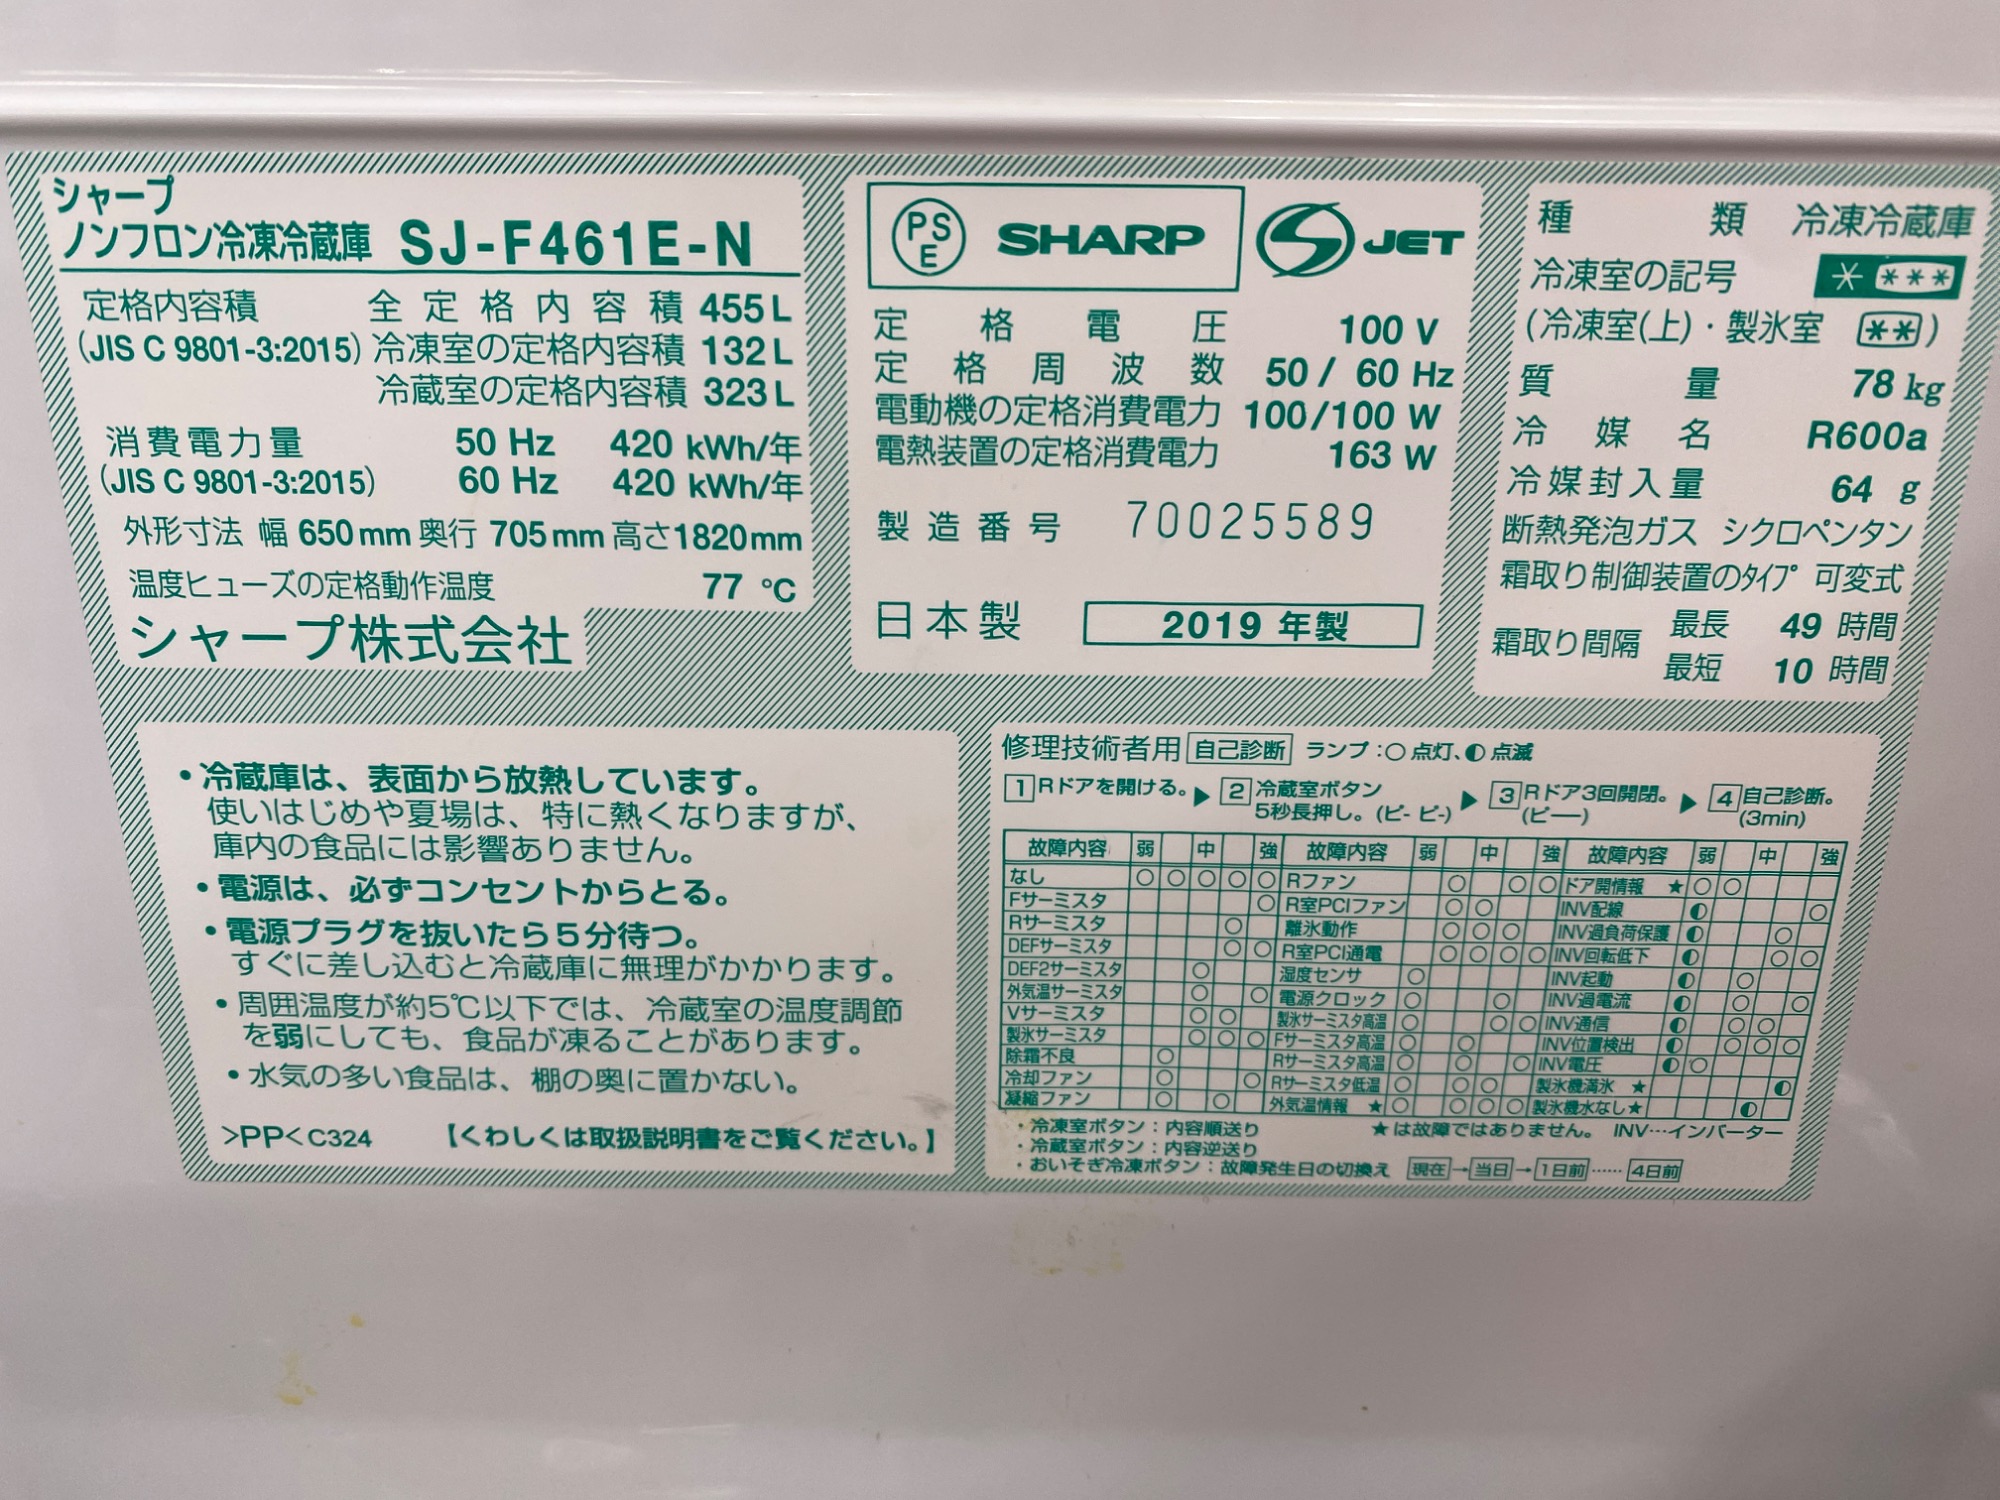 シャープ
ノンフロン冷凍冷蔵庫 SJ-F461E-N
定格内容積 全定格内容積 455L
(JIS C 9801-3:2015) 冷凍室の定格内容積 132L
冷蔵室の定格内容積 323L
消費電力量 50 Hz 420 kWh/年
(JIS C 9801-3:2015) 60 Hz 420 kWh/年
外形寸法 幅 650mm 奥行 705mm 高さ1820mm
温度ヒューズの定格動作温度 77 ℃
シャープ株式会社
PSE SHARP S JET
定格電圧 100 V
定格周波数 50 / 60 Hz
電動機の定格消費電力 100/100 W
電熱装置の定格消費電力 163 W
製造番号 70025589
日本製 2019 年製
種類 冷凍冷蔵庫
冷凍室の記号 * ***
(冷凍室(上)・製氷室 **)
質量 78 kg
冷媒名 R600a
冷媒封入量 64 g
断熱発泡ガス シクロペンタン
霜取り制御装置のタイプ 可変式
霜取り間隔 最長 49 時間
最短 10 時間
・冷蔵庫は、表面から放熱しています。
使いはじめや夏場は、特に熱くなりますが、
庫内の食品には影響ありません。
・電源は、必ずコンセントからとる。
・電源プラグを抜いたら5分待つ。
すぐに差し込むと冷蔵庫に無理がかかります。
・周囲温度が約5℃以下では、冷蔵室の温度調節
を弱にしても、食品が凍ることがあります。
・水気の多い食品は、棚の奥に置かない。
>PP< C324 【くわしくは取扱説明書をご覧ください。】
修理技術者用 自己診断 ランプ:○点灯、◐点滅
1 Rドアを開ける。▶ 2 冷蔵室ボタン 5秒長押し。(ピ- ピ-) ▶ 3 Rドア3回開閉。(ピ──) ▶ 4 自己診断。(3min)
故障内容 弱 中 強 故障内容 弱 中 強 故障内容 弱 中 強
なし ○ ○ ○ ○ ○ Rファン ○ ○ ○ ドア開情報 ★ ○ ○
Fサーミスタ ○ R室PCIファン ○ ○ INV配線 ◐ ○
Rサーミスタ ○ 離氷動作 ○ ○ ○ INV過負荷保護 ◐ ○
DEFサーミスタ ○ ○ R室PCI通電 ○ ○ ○ ○ INV回転低下 ◐ ○ ○
DEF2サーミスタ ○ 湿度センサ ○ INV起動 ◐ ○
外気温サーミスタ ○ ○ 電源クロック ○ ○ INV過電流 ◐ ○ ○
Vサーミスタ ○ ○ 製氷サーミスタ高温 ○ ○ ○ INV通信 ◐ ○ ○
製氷サーミスタ ○ ○ ○ Fサーミスタ高温 ○ ○ INV位置検出 ◐ ○ ○ ○
除霜不良 ○ Rサーミスタ高温 ○ ○ ○ INV電圧 ◐ ○
冷却ファン ○ ○ Rサーミスタ低温 ○ ○ ○ 製氷機満氷 ★ ◐
凝縮ファン ○ ○ 外気温情報 ★ ○ ○ ○ ○ 製氷機水なし★ ◐
・冷凍室ボタン:内容順送り ★は故障ではありません。 INV…インバーター
・冷蔵室ボタン:内容逆送り
・おいそぎ冷凍ボタン:故障発生日の切換え 現在→当日→1日前……4日前